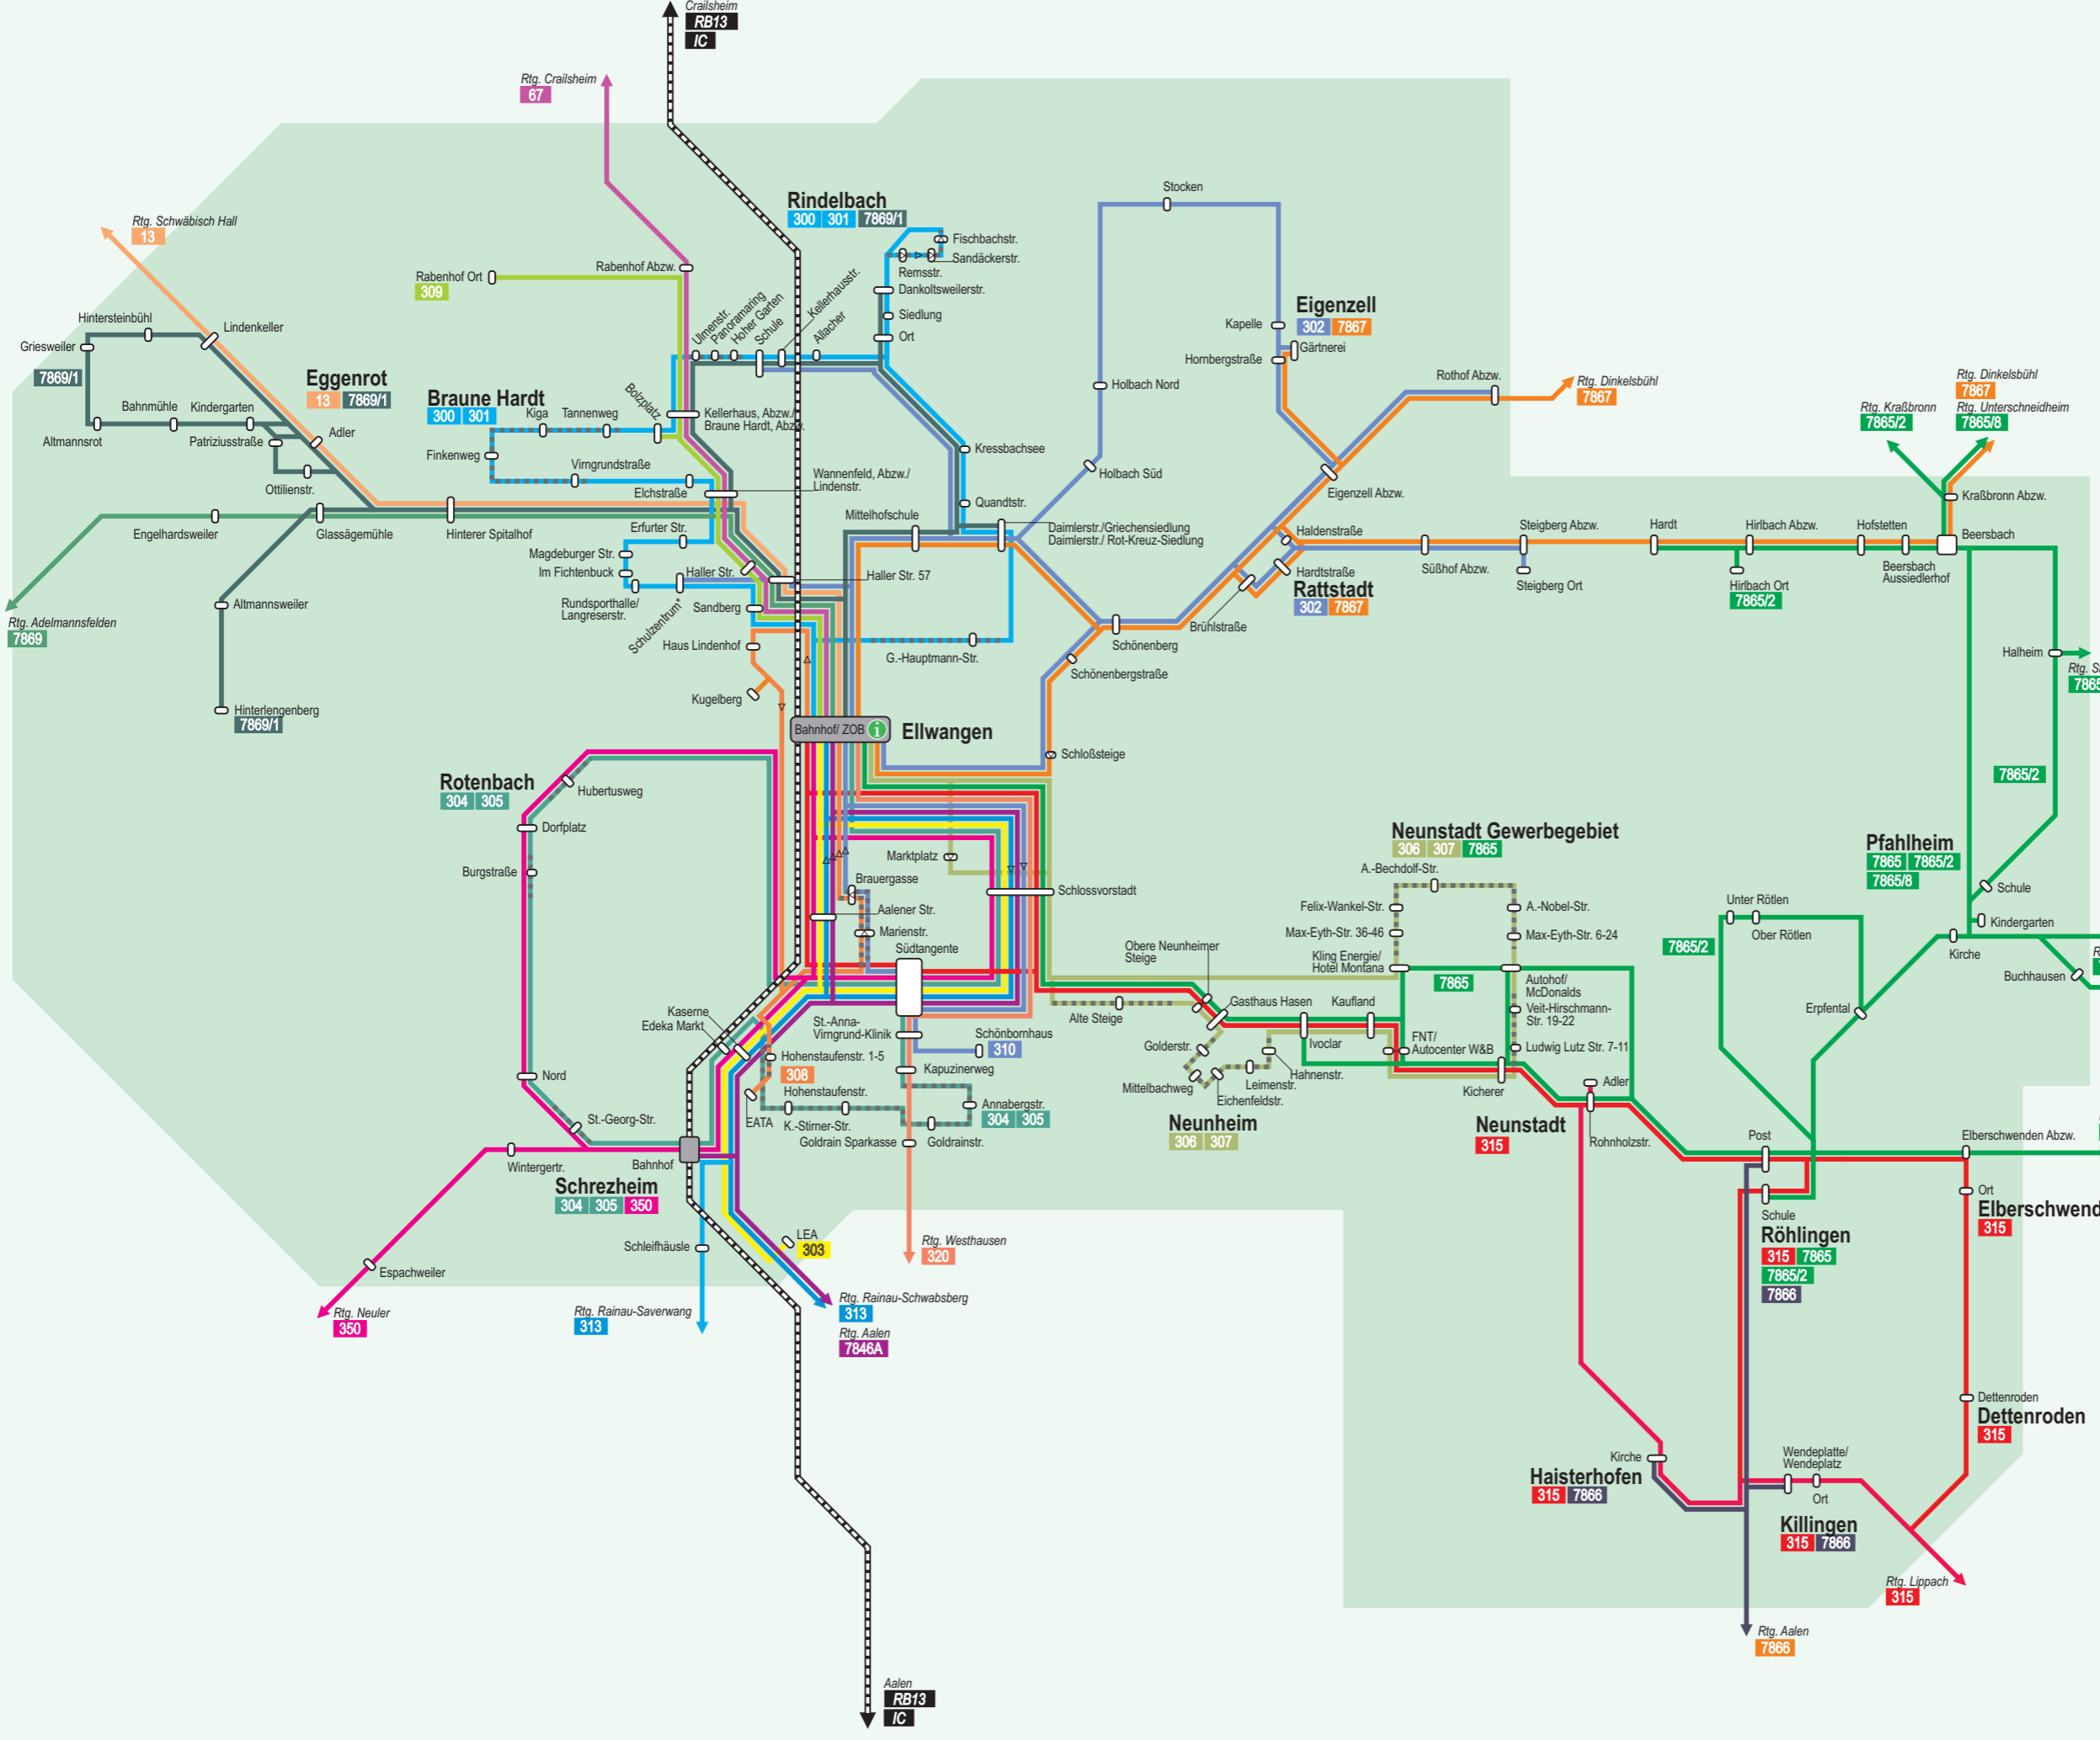 Crailsheim
RB13
IC
Rtg. Crailsheim
67
Rtg. Schwäbisch Hall
13
Rindelbach
300 301 7869/1
Fischbachstr.
Sandäckerstr.
Remsstr.
Dankoltsweilerstr.
Siedlung
Ort
Stocken
Rabenhof Ort
309
Rabenhof Abzw.
Ulmenstr.
Panoramaring
Hoher Garten
Schule
Kellerhausstr.
Allacher
Eigenzell
302 7867
Kapelle
Gärtnerei
Hornbergstraße
Hintersteinbühl
Lindenkeller
Griesweiler
7869/1
Eggenrot
13 7869/1
Bahnmühle
Kindergarten
Altmannsrot
Patriziusstraße
Adler
Ottilienstr.
Braune Hardt
300 301
Kiga
Tannenweg
Bolzplatz
Kellerhaus, Abzw./
Braune Hardt, Abzw.
Finkenweg
Virngrundstraße
Elchstraße
Wannenfeld, Abzw./
Lindenstr.
Holbach Nord
Holbach Süd
Kressbachsee
Quandtstr.
Rothof Abzw.
Rtg. Dinkelsbühl
7867
Rtg. Dinkelsbühl
7867
Rtg. Kraßbronn
7865/2
Rtg. Unterschneidheim
7865/8
Eigenzell Abzw.
Kraßbronn Abzw.
Engelhardsweiler
Glassägemühle
Hinterer Spitalhof
Erfurter Str.
Magdeburger Str.
Im Fichtenbuck
Rundsporthalle/
Langreserstr.
Haller Str.
Schulzentrum*
Sandberg
Haus Lindenhof
Kugelberg
Haller Str. 57
Mittelhofschule
Daimlerstr./Griechensiedlung
Daimlerstr./ Rot-Kreuz-Siedlung
Haldenstraße
Steigberg Abzw.
Hardt
Hirlbach Abzw.
Hofstetten
Beersbach
Süßhof Abzw.
Steigberg Ort
Hirlbach Ort
7865/2
Beersbach
Aussiedlerhof
Hardtstraße
Rattstadt
302 7867
Brühlstraße
Schönenberg
Schönenbergstraße
G.-Hauptmann-Str.
Rtg. Adelmannsfelden
7869
Altmannsweiler
Hinterlengenberg
7869/1
Halheim
Bahnhof/ ZOB
Ellwangen
Schloßsteige
Rotenbach
304 305
Hubertusweg
Dorfplatz
Burgstraße
Marktplatz
Brauergasse
Schlossvorstadt
Aalener Str.
Marienstr.
Südtangente
7865/2
Neunstadt Gewerbegebiet
306 307 7865
A.-Bechdolf-Str.
Felix-Wankel-Str.
Max-Eyth-Str. 36-46
Kling Energie/
Hotel Montana
A.-Nobel-Str.
Max-Eyth-Str. 6-24
Autohof/
McDonalds
7865
Veit-Hirschmann-
Str. 19-22
Ludwig Lutz Str. 7-11
Pfahlheim
7865 7865/2
7865/8
Schule
Kindergarten
Kirche
Buchhausen
Unter Rötlen
Ober Rötlen
7865/2
Erpfental
Obere Neunheimer
Steige
Alte Steige
Gasthaus Hasen
Kaufland
Ivoclar
FNT/
Autocenter W&B
Kicherer
Golderstr.
Mittelbachweg
Hahnenstr.
Leimenstr.
Eichenfeldstr.
Neunheim
306 307
Kaserne
Edeka Markt
St.-Anna-
Virngrund-Klinik
Schönbornhaus
310
Hohenstaufenstr. 1-5
308
Kapuzinerweg
Hohenstaufenstr.
Annabergstr.
304 305
EATA
K.-Stirner-Str.
Goldrain Sparkasse
Goldrainstr.
Nord
St.-Georg-Str.
Wintergertr.
Bahnhof
Schrezheim
304 305 350
Schleifhäusle
LEA
303
Espachweiler
Rtg. Neuler
350
Rtg. Rainau-Saverwang
313
Rtg. Rainau-Schwabsberg
313
Rtg. Aalen
7846A
Rtg. Westhausen
320
Adler
Rohnholzstr.
Neunstadt
315
Post
Schule
Röhlingen
315 7865
7865/2
7866
Elberschwenden Abzw.
Ort
Elberschwend
315
Dettenroden
Dettenroden
315
Kirche
Haisterhofen
315 7866
Wendeplatte/
Wendeplatz
Ort
Killingen
315 7866
Rtg. Lippach
315
Rtg. Aalen
7866
Aalen
RB13
IC